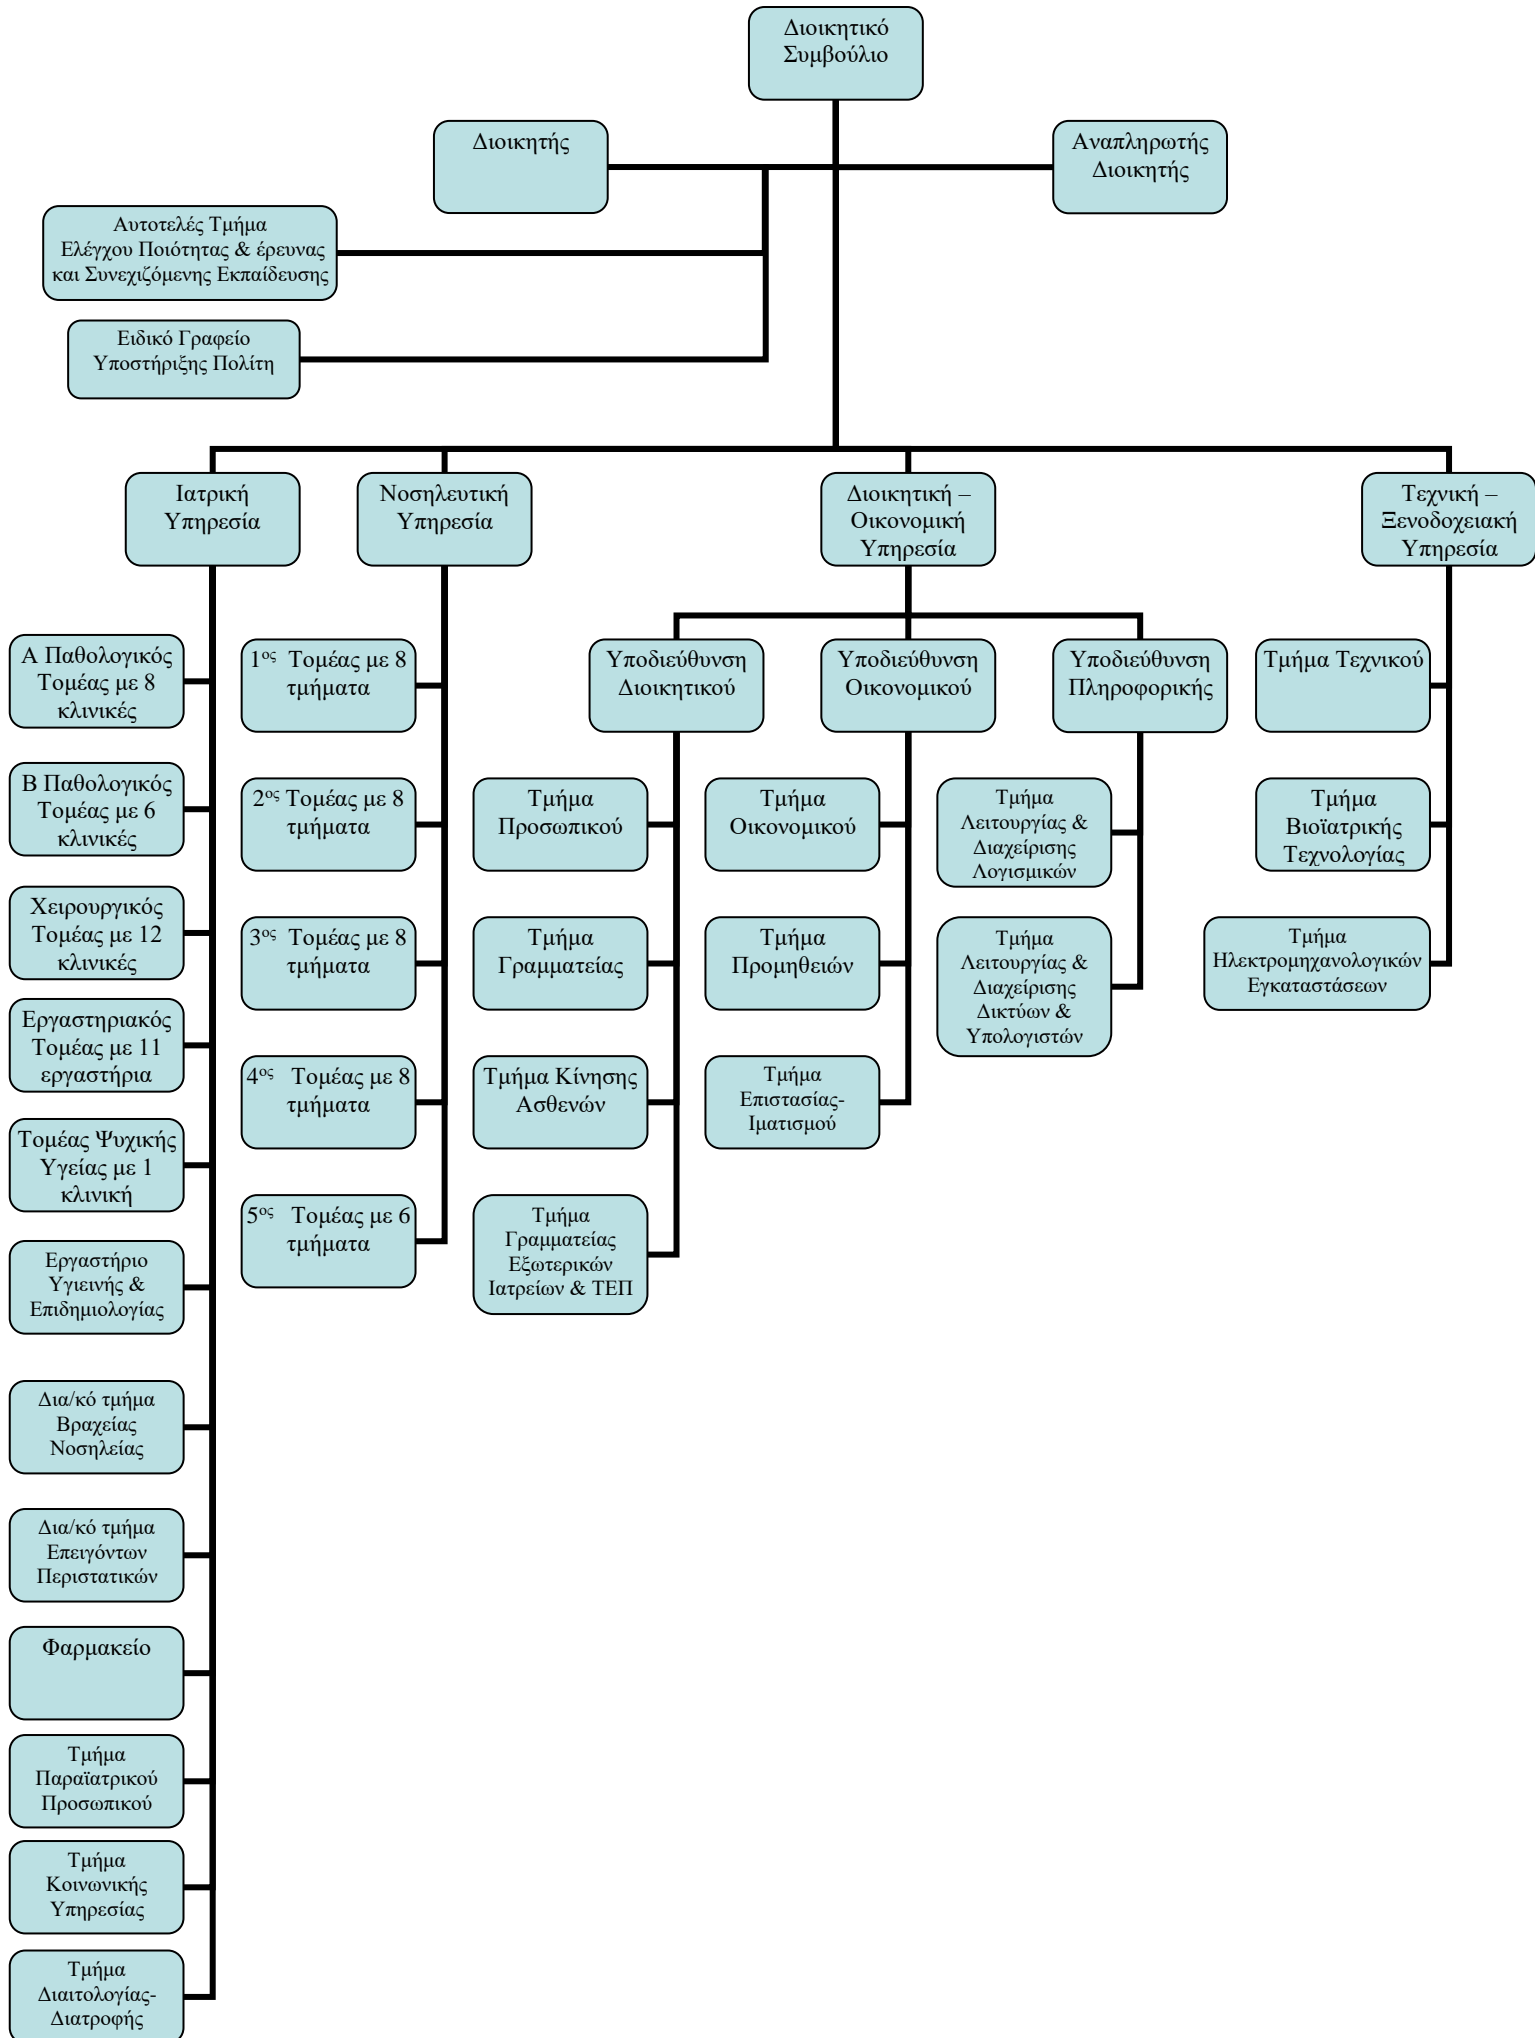 Διοικητικό
Συμβούλιο
Διοικητής
Αναπληρωτής
Διοικητής
Αυτοτελές Τμήμα
Ελέγχου Ποιότητας & έρευνας
και Συνεχιζόμενης Εκπαίδευσης
Ειδικό Γραφείο
Υποστήριξης Πολίτη
Ιατρική
Υπηρεσία
Νοσηλευτική
Υπηρεσία
Διοικητική –
Οικονομική
Υπηρεσία
Τεχνική –
Ξενοδοχειακή
Υπηρεσία
Α Παθολογικός
Τομέας με 8
κλινικές
Β Παθολογικός
Τομέας με 6
κλινικές
Χειρουργικός
Τομέας με 12
κλινικές
Εργαστηριακός
Τομέας με 11
εργαστήρια
Τομέας Ψυχικής
Υγείας με 1
κλινική
Εργαστήριο
Υγιεινής &
Επιδημιολογίας
Δια/κό τμήμα
Βραχείας
Νοσηλείας
Δια/κό τμήμα
Επειγόντων
Περιστατικών
Φαρμακείο
Τμήμα
Παραϊατρικού
Προσωπικού
Τμήμα
Κοινωνικής
Υπηρεσίας
Τμήμα
Διαιτολογίας-
Διατροφής
1ος Τομέας με 8
τμήματα
2ος Τομέας με 8
τμήματα
3ος Τομέας με 8
τμήματα
4ος Τομέας με 8
τμήματα
5ος Τομέας με 6
τμήματα
Υποδιεύθυνση
Διοικητικού
Τμήμα
Προσωπικού
Τμήμα
Γραμματείας
Τμήμα Κίνησης
Ασθενών
Τμήμα
Γραμματείας
Εξωτερικών
Ιατρείων & ΤΕΠ
Υποδιεύθυνση
Οικονομικού
Τμήμα
Οικονομικού
Τμήμα
Προμηθειών
Τμήμα
Επιστασίας-
Ιματισμού
Υποδιεύθυνση
Πληροφορικής
Τμήμα
Λειτουργίας &
Διαχείρισης
Λογισμικών
Τμήμα
Λειτουργίας &
Διαχείρισης
Δικτύων &
Υπολογιστών
Τμήμα Τεχνικού
Τμήμα
Βιοϊατρικής
Τεχνολογίας
Τμήμα
Ηλεκτρομηχανολογικών
Εγκαταστάσεων